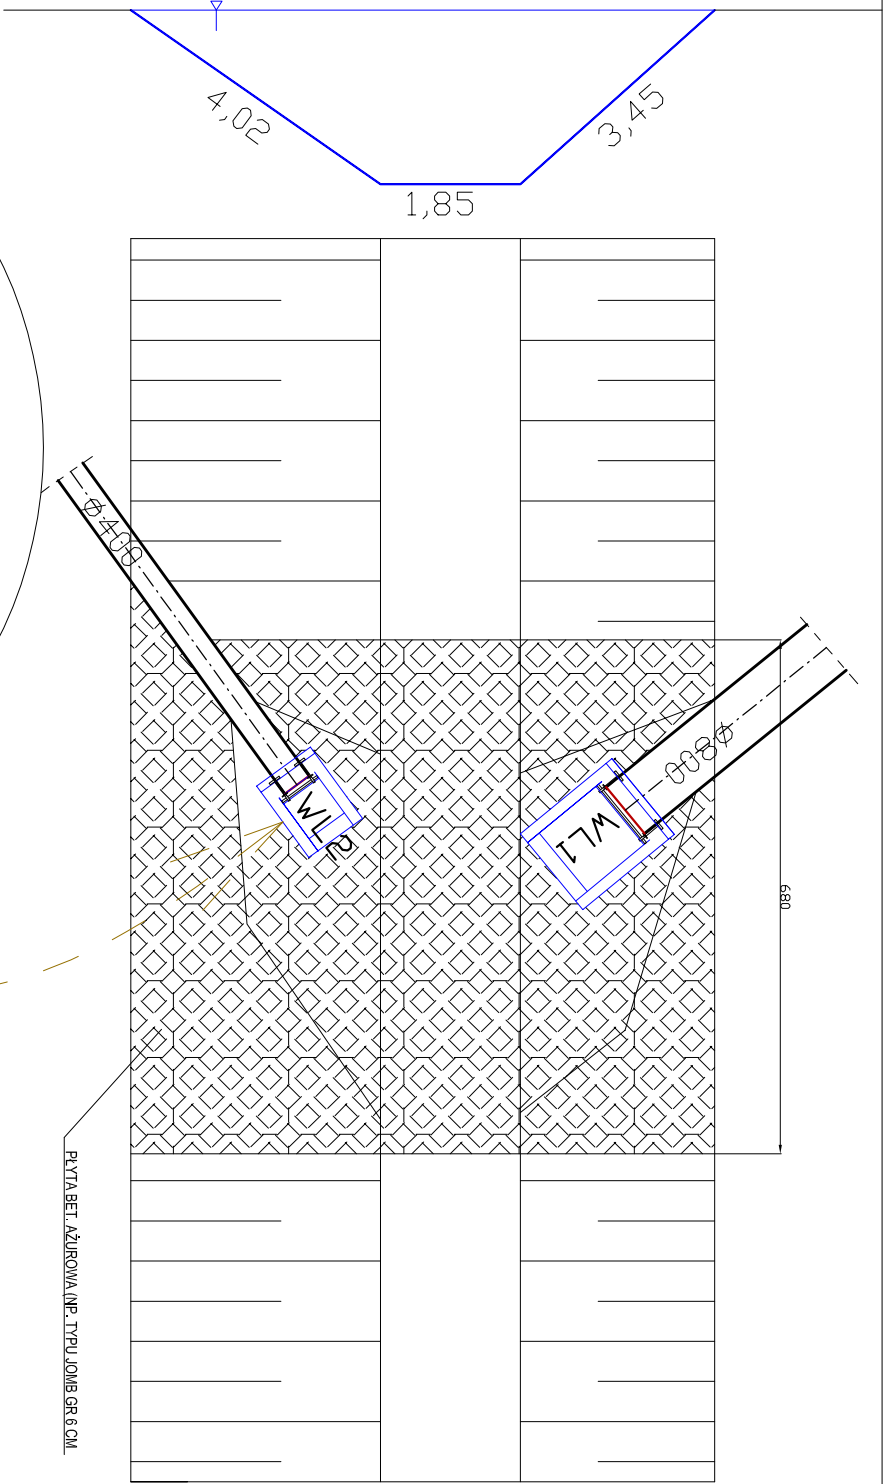 4,02
3,45
1,85
Ø400
Ø800
WL2
WL1
680
PŁYTA BET. AŻUROWA (NP. TYPU JOMB GR 6 CM